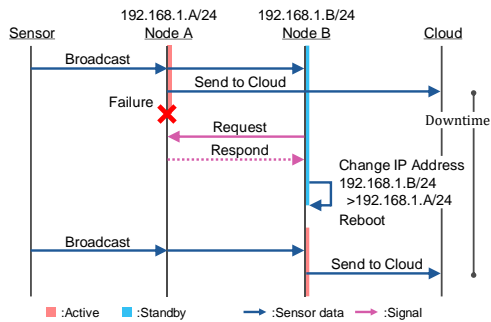 192.168.1.A/24 192.168.1.B/24
Sensor Node A Node B Cloud
Broadcast
Send to Cloud
Failure
Downtime
Request
Respond
Change IP Address
192.168.1.B/24
>192.168.1.A/24
Reboot
Broadcast
Send to Cloud
:Active :Standby :Sensor data :Signal